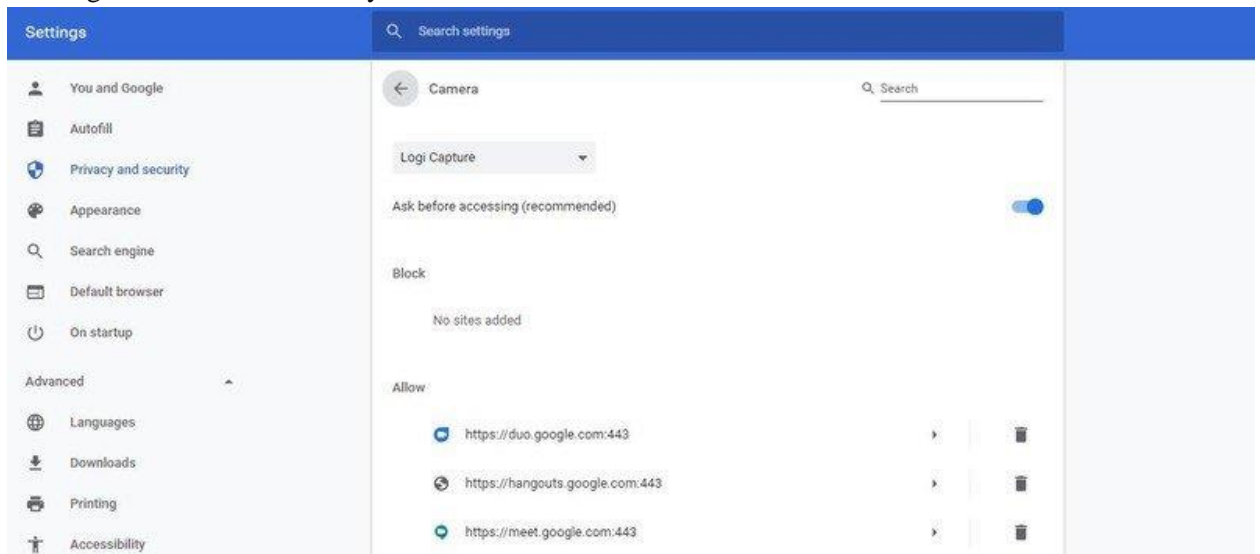 Settings
Search settings
You and Google
Autofill
Privacy and security
Appearance
Search engine
Default browser
On startup
Advanced
Languages
Downloads
Printing
Accessibility
Camera
Search
Logi Capture
Ask before accessing (recommended)
Block
No sites added
Allow
https://duo.google.com:443
https://hangouts.google.com:443
https://meet.google.com:443